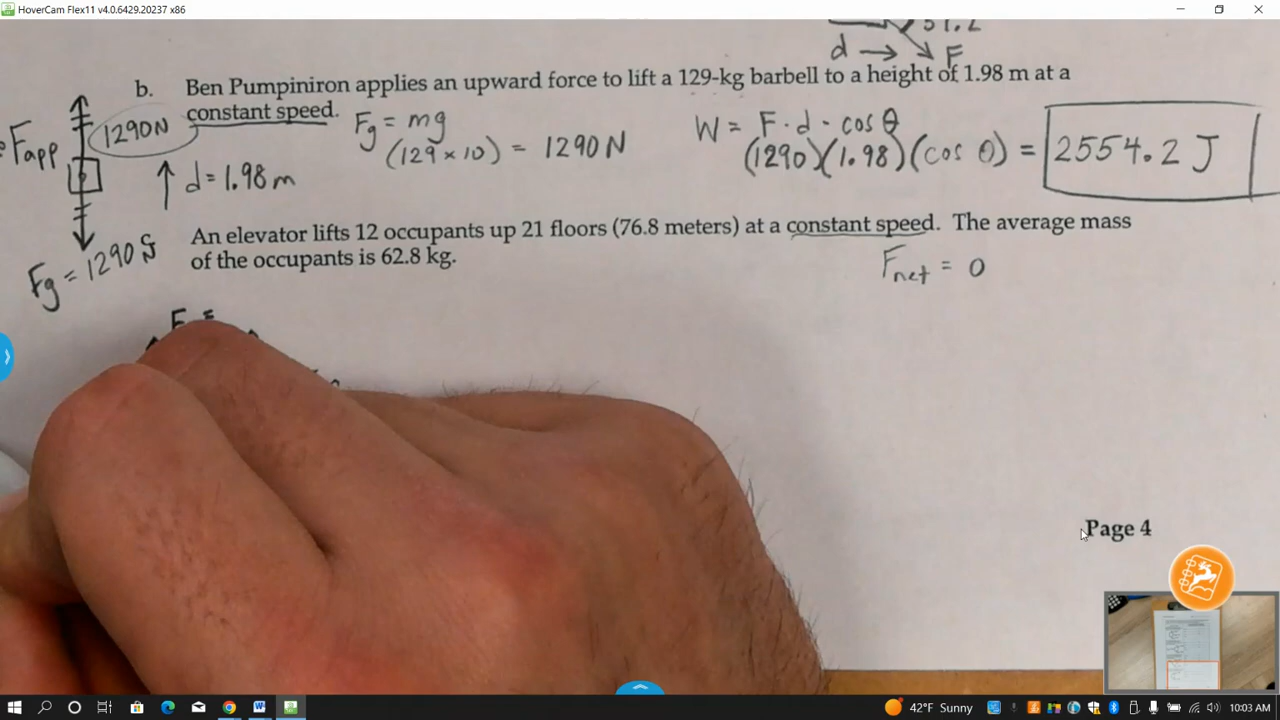 HoverCam Flex11 v4.0.6429.20237 x86
d → F
b. Ben Pumpiniron applies an upward force to lift a 129-kg barbell to a height of 1.98 m at a
constant speed.
Fapp
1290N
d = 1.98 m
Fg = mg
(129 × 10) = 1290 N
W = F · d · cos θ
(1290)(1.98)(cos 0) = 2554.2 J
Fg = 1290 N
An elevator lifts 12 occupants up 21 floors (76.8 meters) at a constant speed. The average mass
of the occupants is 62.8 kg.
Fnet = 0
Page 4
42°F Sunny
10:03 AM